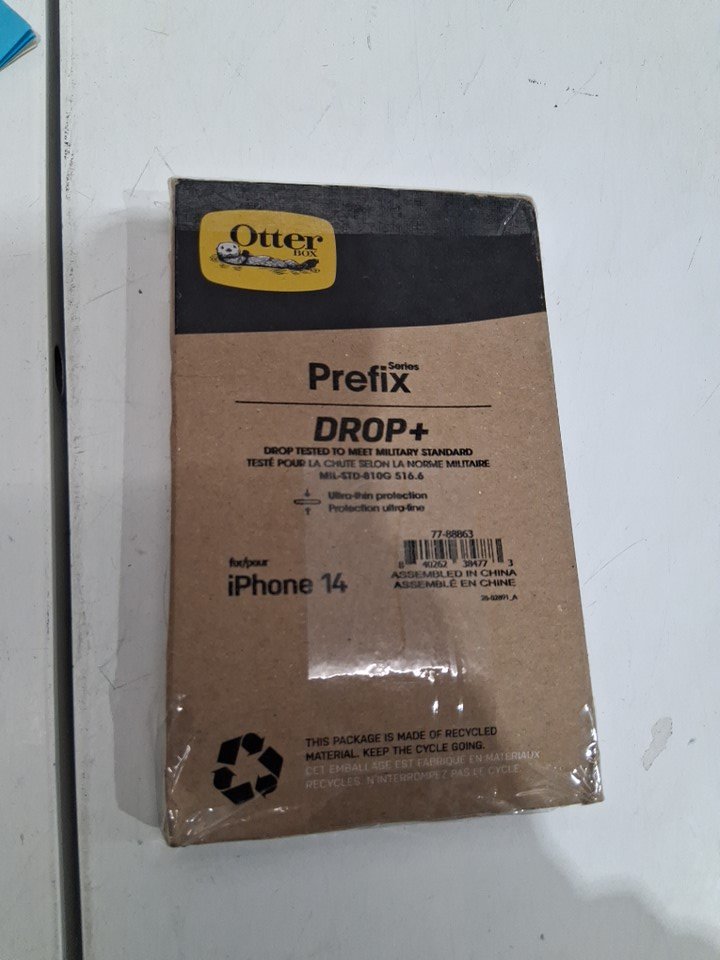 Otter
BOX
Prefix Series
DROP+
DROP TESTED TO MEET MILITARY STANDARD
TESTÉ POUR LA CHUTE SELON LA NORME MILITAIRE
MIL-STD-810G 516.6
Ultra-thin protection
Protection ultra-fine
77-88863
8 40262 38477 3
ASSEMBLED IN CHINA
ASSEMBLÉ EN CHINE
20-02891_A
for/pour
iPhone 14
THIS PACKAGE IS MADE OF RECYCLED
MATERIAL. KEEP THE CYCLE GOING.
CET EMBALLAGE EST FABRIQUÉ EN MATÉRIAUX
RECYCLÉS. N'INTERROMPEZ PAS LE CYCLE.